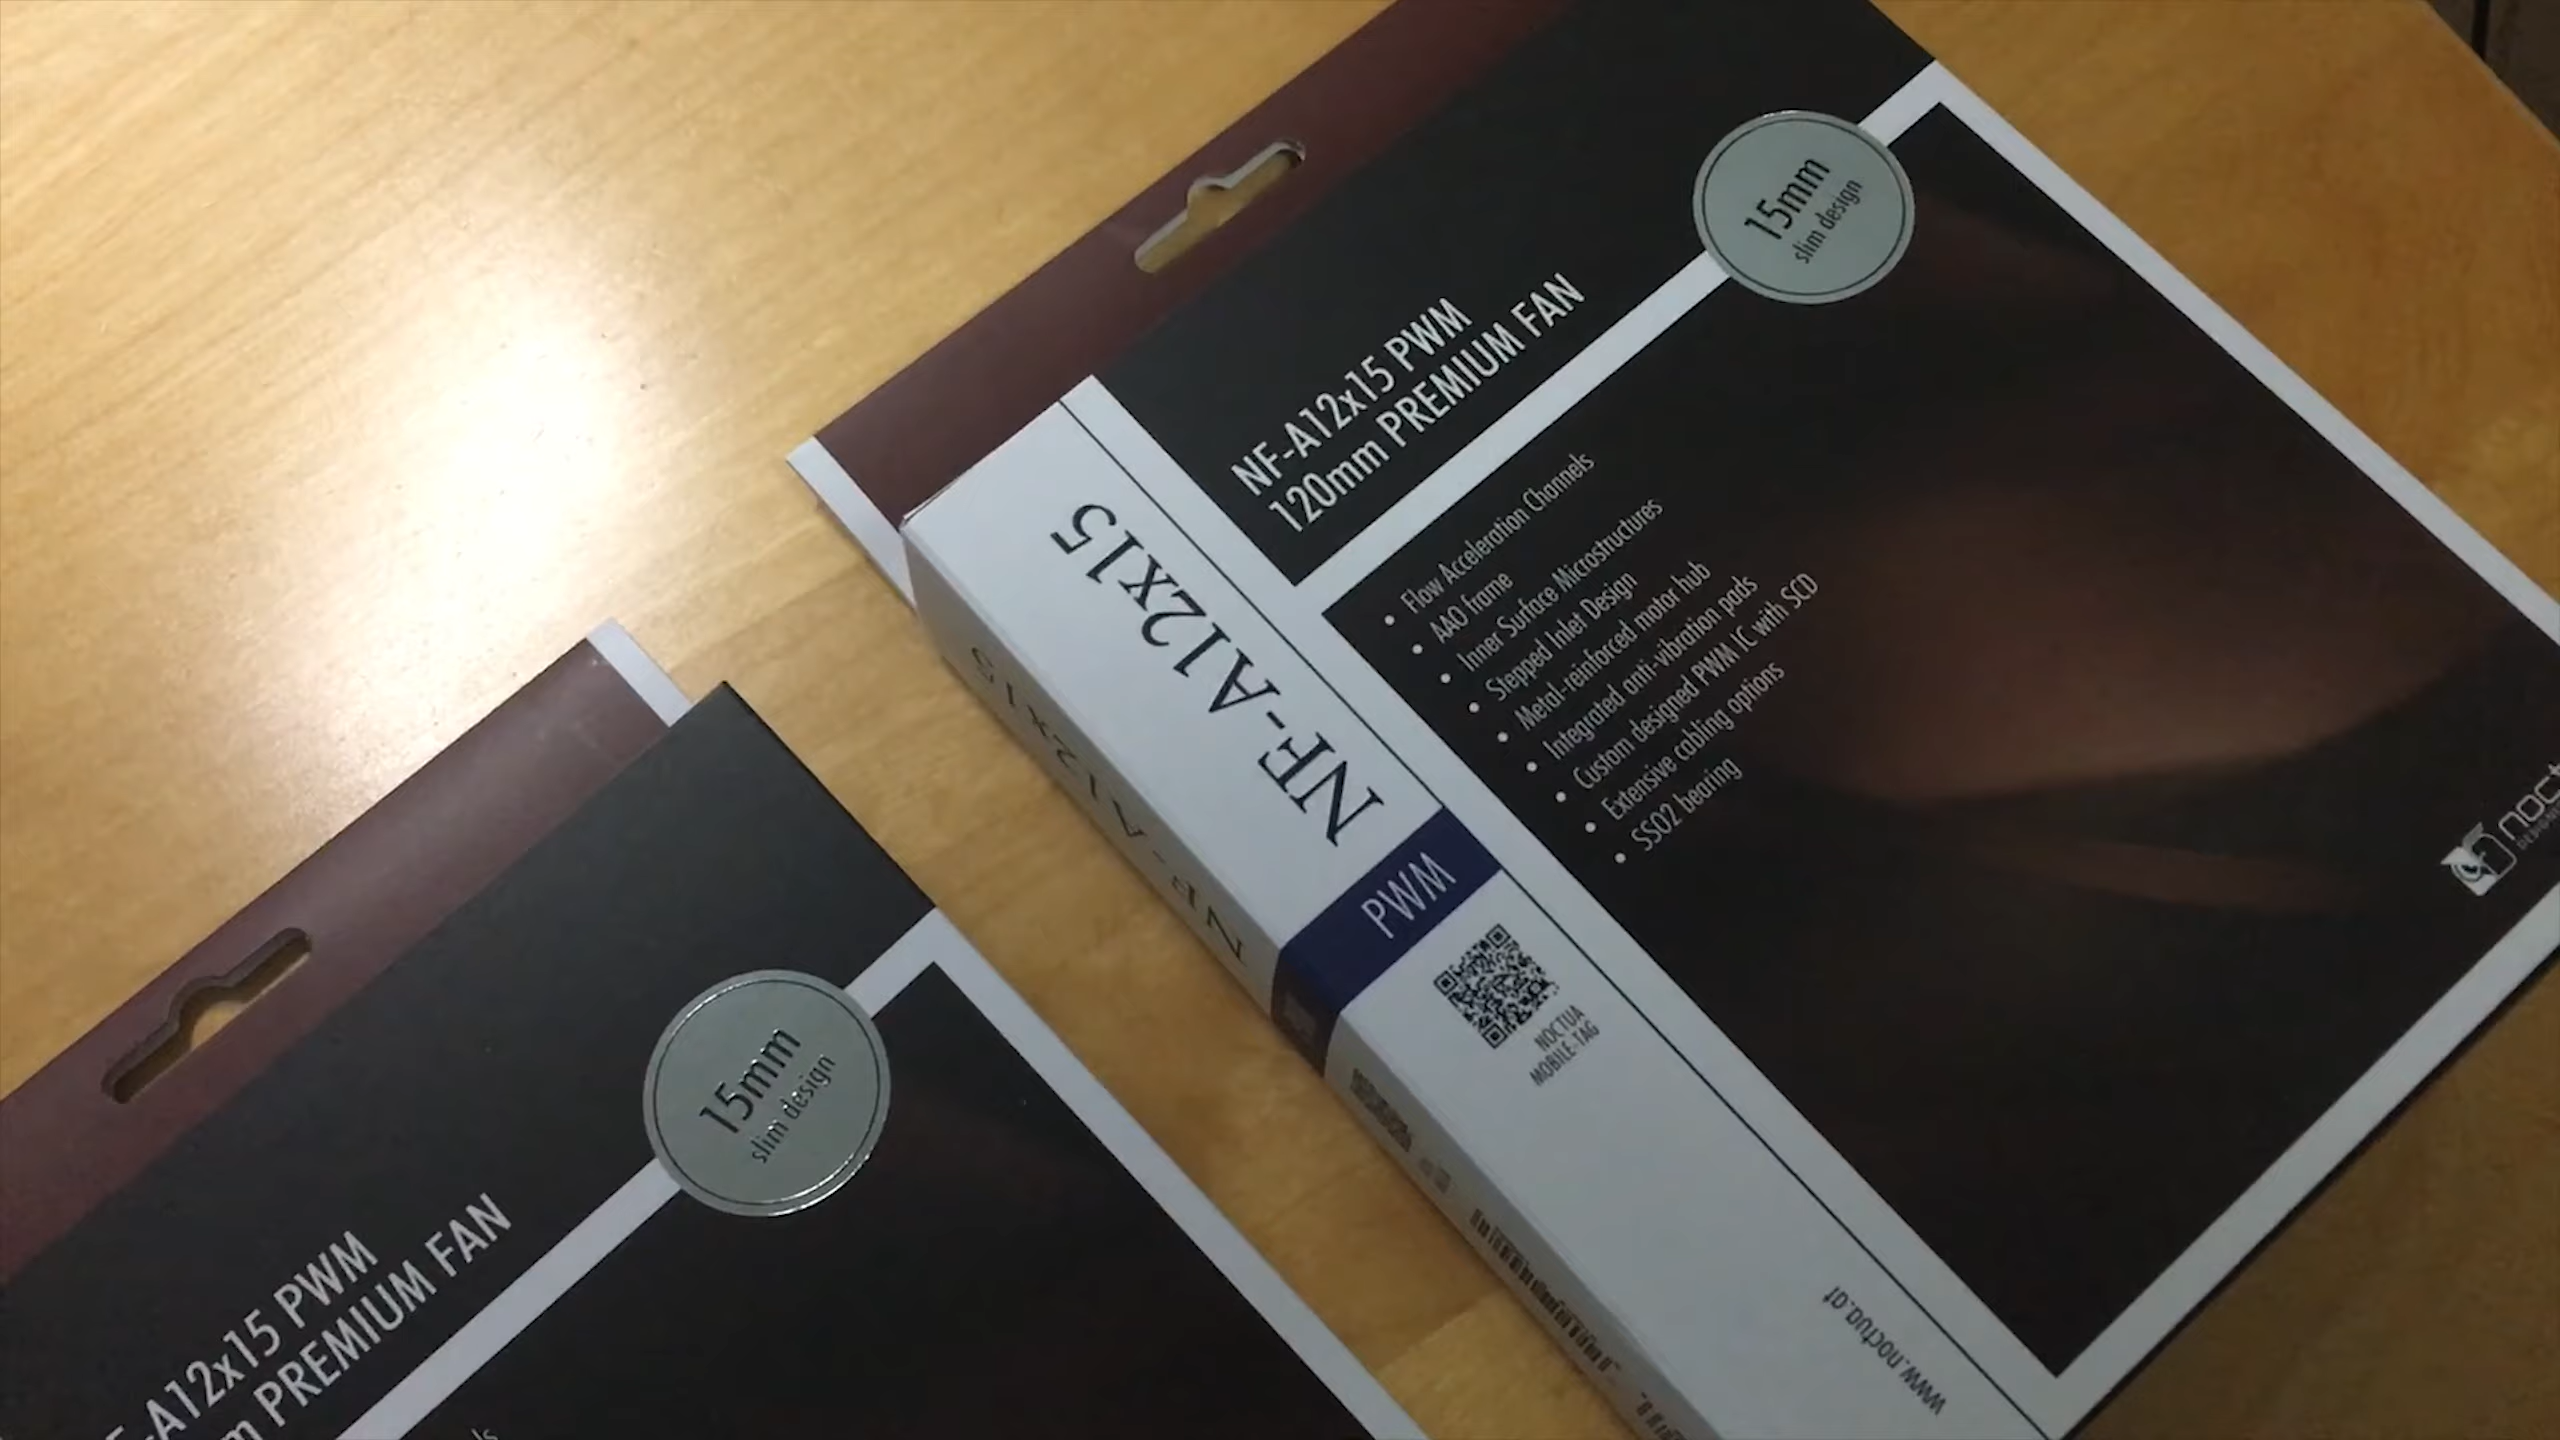 15mm
slim design
NF-A12x15 PWM
120mm PREMIUM FAN
Flow Acceleration Channels
AAO frame
Inner Surface Microstructures
Stepped Inlet Design
Metal-reinforced motor hub
Integrated anti-vibration pads
Custom designed PWM IC with SCD
Extensive cabling options
SSO2 bearing
noct
NF-A12x15
PWM
NOCTUA
MOBILE-TAG
www.noctua.at
NF-A12x15
15mm
slim design
-A12x15 PWM
PREMIUM FAN